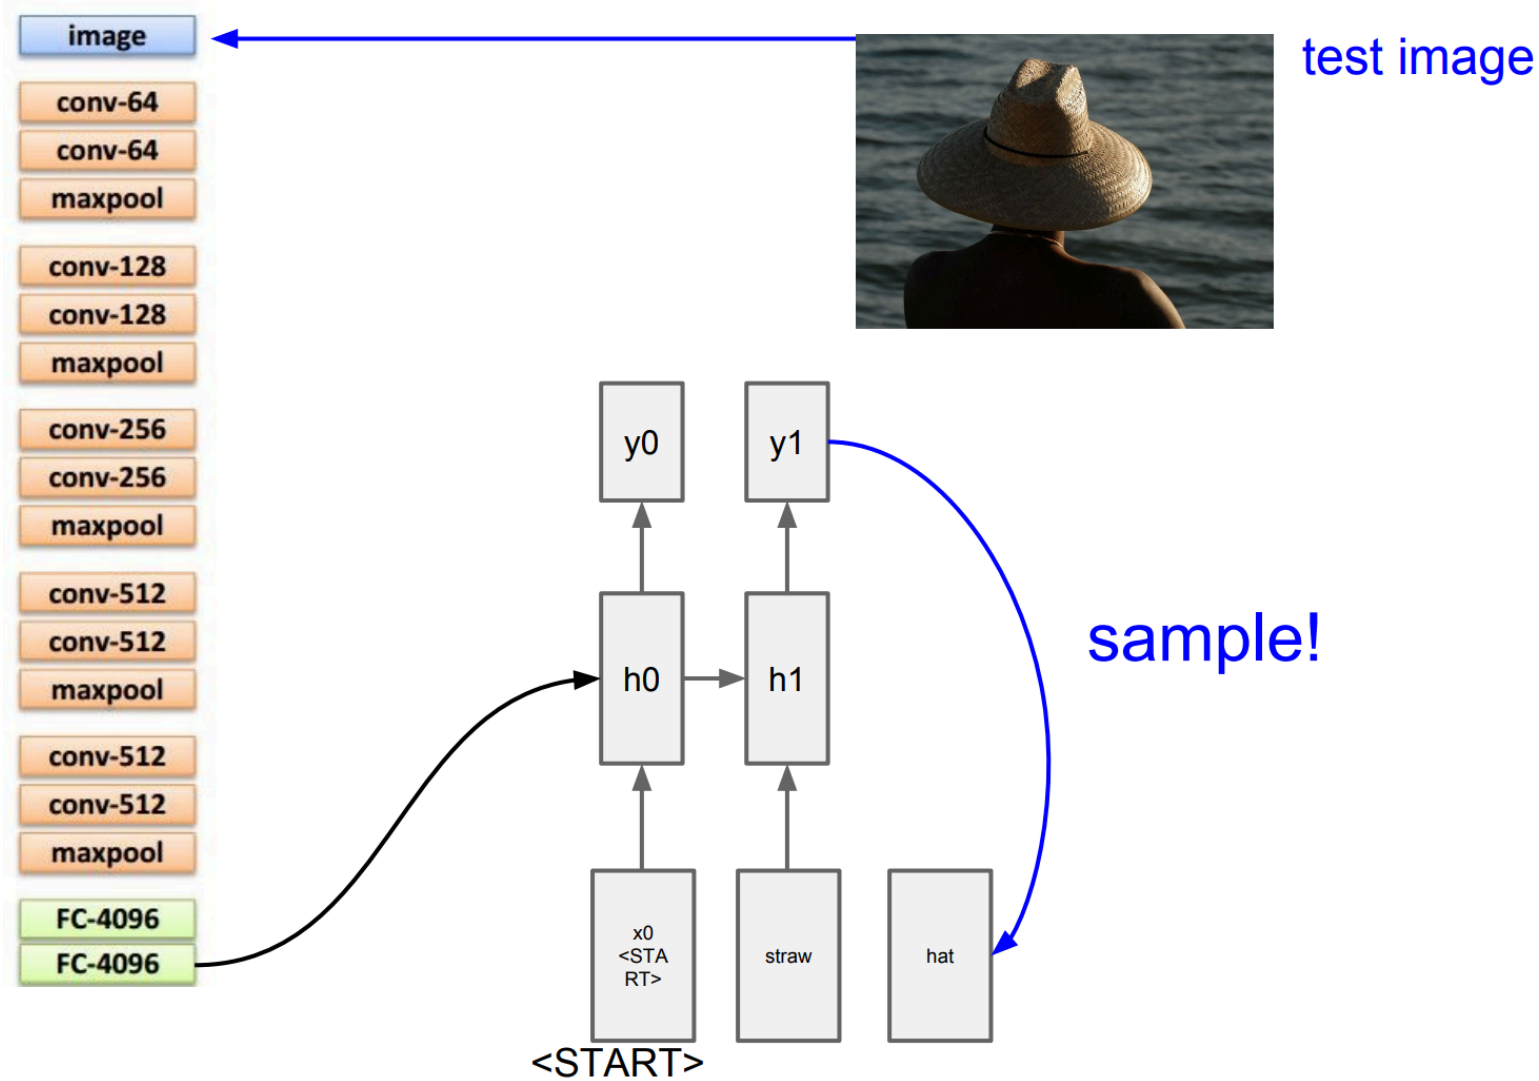 image
conv-64
conv-64
maxpool
conv-128
conv-128
maxpool
conv-256
conv-256
maxpool
conv-512
conv-512
maxpool
conv-512
conv-512
maxpool
FC-4096
FC-4096
test image
y0
y1
sample!
h0
h1
x0
<STA
RT>
straw
hat
<START>